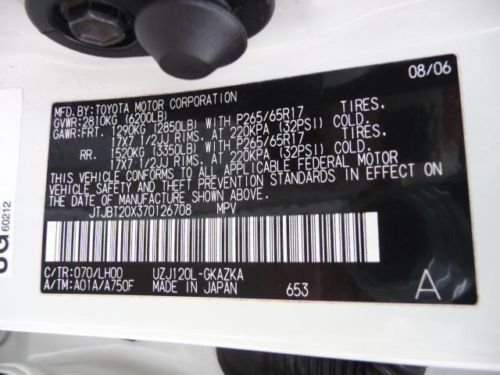 08/06
MFD.BY:TOYOTA MOTOR CORPORATION
GVWR:2810KG (6200LB)
GAWR:FRT. 1290KG (2850LB) WITH P265/65R17 TIRES.
17X7 1/2JJ RIMS. AT 220KPA (32PSI) COLD.
RR. 1520KG (3350LB) WITH P265/65R17 TIRES.
17X7 1/2JJ RIMS. AT 220KPA (32PSI) COLD.
THIS VEHICLE CONFORMS TO ALL APPLICABLE FEDERAL MOTOR
VEHICLE SAFETY AND BUMPER STANDARDS IN EFFECT ON
THE DATE OF MANUFACTURE SHOWN ABOVE.
JTJBT20X370126708 MPV
C/TR:070/LH00 UZJ120L-GKAZKA
A/TM:A01A/A750F MADE IN JAPAN 653 A
60212